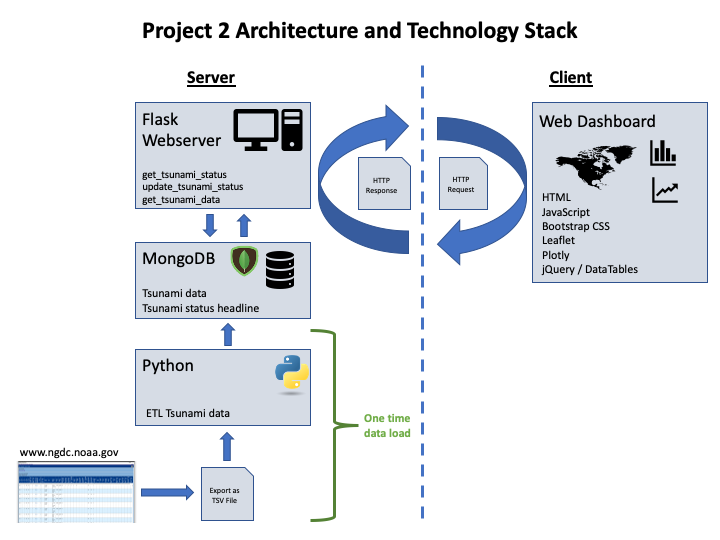 Project 2 Architecture and Technology Stack
Server
Client
Flask
Webserver
get_tsunami_status
update_tsunami_status
get_tsunami_data
HTTP
Response
HTTP
Request
Web Dashboard
HTML
JavaScript
Bootstrap CSS
Leaflet
Plotly
jQuery / DataTables
MongoDB
Tsunami data
Tsunami status headline
Python
ETL Tsunami data
One time
data load
www.ngdc.noaa.gov
Export as
TSV File